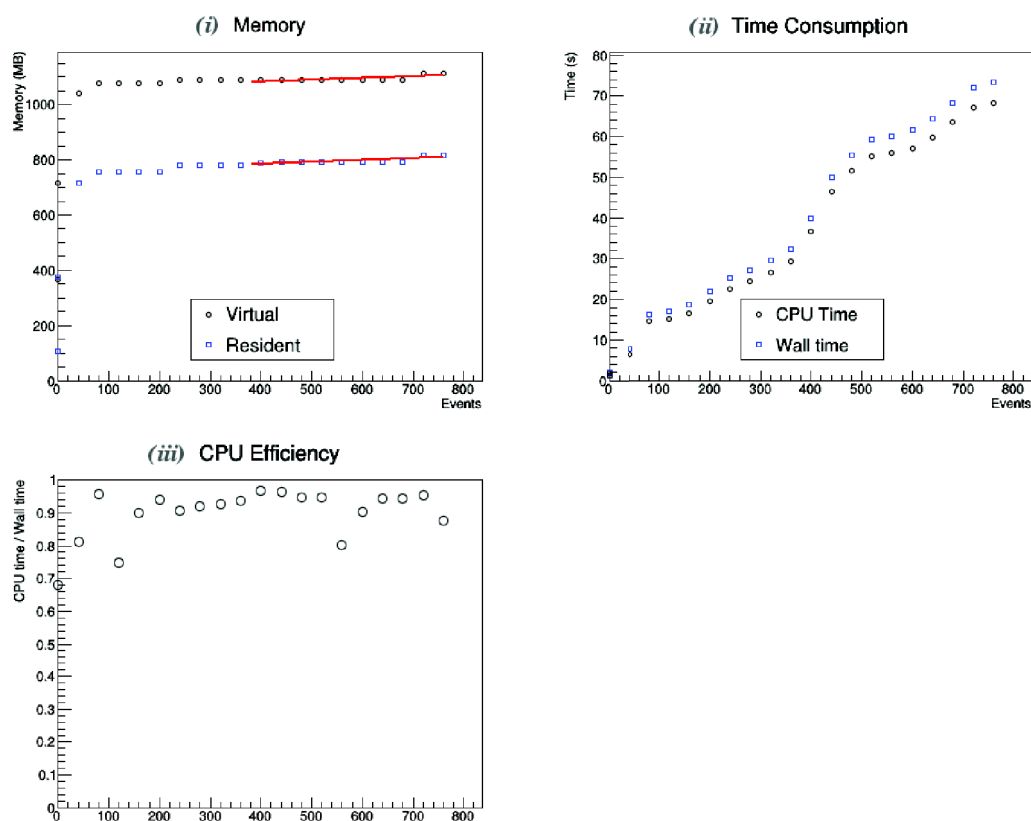 (i) Memory
Memory (MB)
1000
800
600
400
200
0
Virtual
Resident
0 100 200 300 400 500 600 700 800
Events
(ii) Time Consumption
Time (s)
80
70
60
50
40
30
20
10
0
CPU Time
Wall time
0 100 200 300 400 500 600 700 800
Events
(iii) CPU Efficiency
CPU time / Wall time
1
0.9
0.8
0.7
0.6
0.5
0.4
0.3
0.2
0.1
0
0 100 200 300 400 500 600 700 800